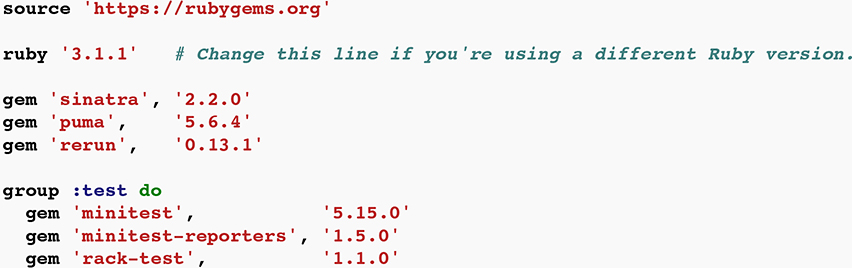 source 'https://rubygems.org'
ruby '3.1.1'   # Change this line if you're using a different Ruby version.
gem 'sinatra', '2.2.0'
gem 'puma',    '5.6.4'
gem 'rerun',   '0.13.1'
group :test do
  gem 'minitest',           '5.15.0'
  gem 'minitest-reporters', '1.5.0'
  gem 'rack-test',          '1.1.0'